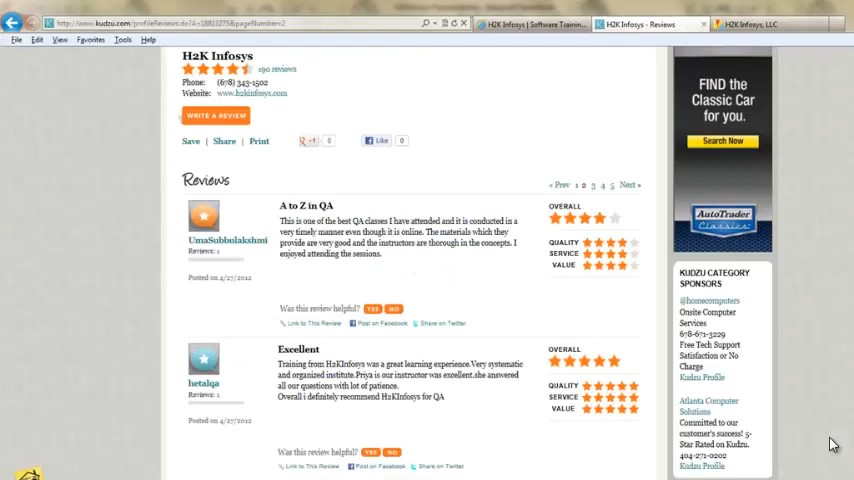 http://www.kudzu.com/profileReviews.do?A=18813275&pageNumber=2
H2K Infosys | Software Trainin...
H2K Infosys - Reviews
H2K Infosys, LLC
File Edit View Favorites Tools Help
H2K Infosys
190 reviews
Phone: (678) 343-1502
Website: www.h2kinfosys.com
WRITE A REVIEW
Save | Share | Print
+1 0
Like 0
Reviews
« Prev 1 2 3 4 5 Next »
A to Z in QA
This is one of the best QA classes I have attended and it is conducted in a
very timely manner even though it is online. The materials which they
provide are very good and the instructors are thorough in the concepts. I
enjoyed attending the sessions.
UmaSubbulakshmi
Reviews: 1
Posted on 4/27/2012
OVERALL
QUALITY
SERVICE
VALUE
Was this review helpful? YES NO
Link to This Review Post on Facebook Share on Twitter
Excellent
Training from H2KInfosys was a great learning experience.Very systematic
and organized institute.Priya is our instructor was excellent.she answered
all our questions with lot of patience.
Overall i definitely recommend H2KInfosys for QA
hetalqa
Reviews: 1
Posted on 4/27/2012
OVERALL
QUALITY
SERVICE
VALUE
Was this review helpful? YES NO
Link to This Review Post on Facebook Share on Twitter
FIND the
Classic Car
for you.
Search Now
AutoTrader
Classics
KUDZU CATEGORY
SPONSORS
@homecomputers
Onsite Computer
Services
678-671-3229
Free Tech Support
Satisfaction or No
Charge
Kudzu Profile
Atlanta Computer
Solutions
Committed to our
customer's success! 5-
Star Rated on Kudzu.
404-271-0202
Kudzu Profile